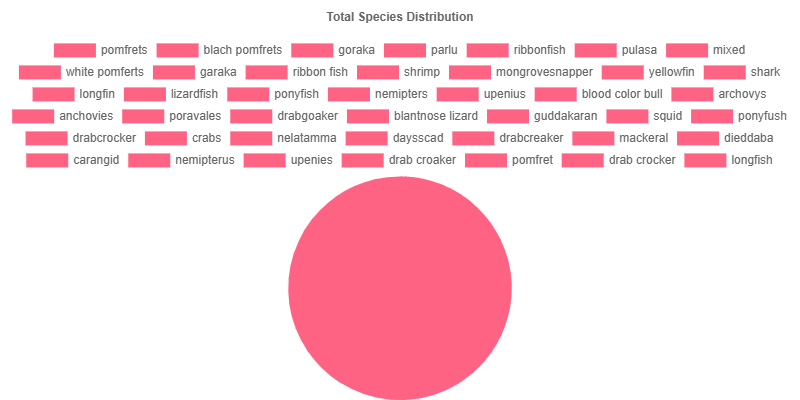 Total Species Distribution
pomfrets blach pomfrets goraka parlu ribbonfish pulasa mixed
white pomferts garaka ribbon fish shrimp mongrovesnapper yellowfin shark
longfin lizardfish ponyfish nemipters upenius blood color bull archovys
anchovies poravales drabgoaker blantnose lizard guddakaran squid ponyfush
drabcrocker crabs nelatamma daysscad drabcreaker mackeral dieddaba
carangid nemipterus upenies drab croaker pomfret drab crocker longfish